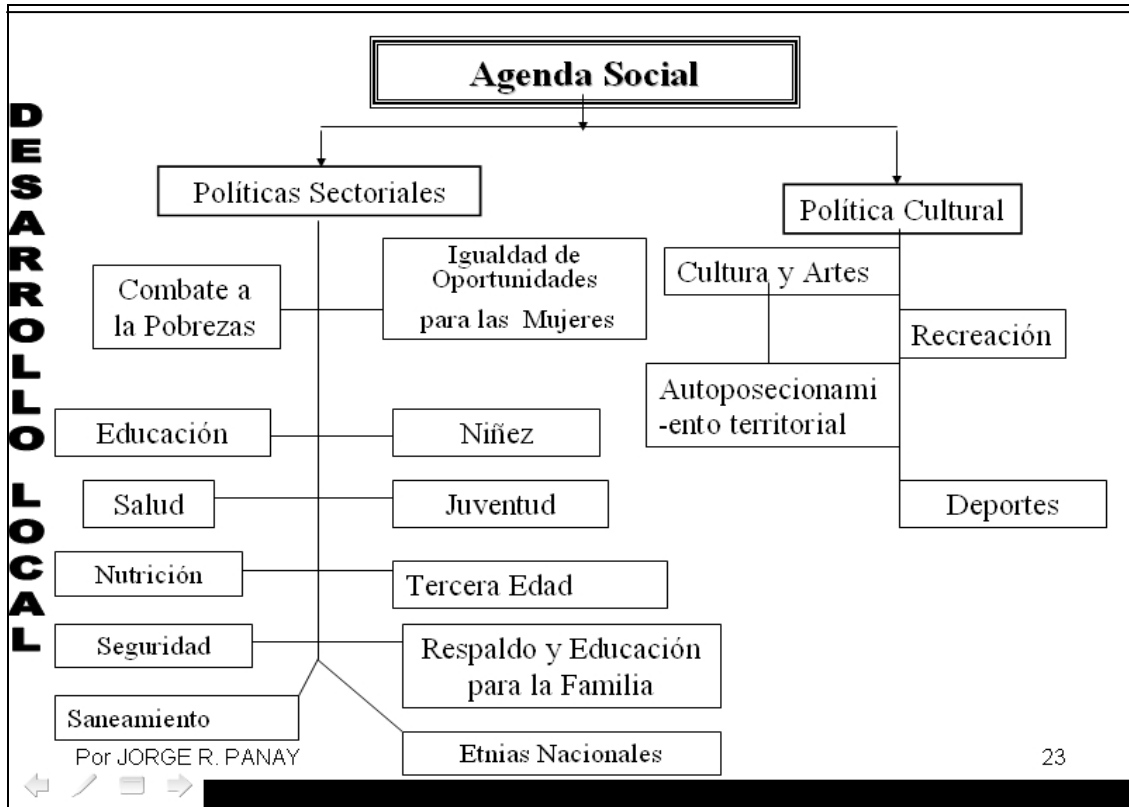 Agenda Social
DESARROLLO LOCAL
Políticas Sectoriales
Política Cultural
Combate a
la Pobrezas
Igualdad de
Oportunidades
para las  Mujeres
Cultura y Artes
Recreación
Autoposecionami
-ento territorial
Educación
Niñez
Salud
Juventud
Deportes
Nutrición
Tercera Edad
Seguridad
Respaldo y Educación
para la Familia
Saneamiento
Etnias Nacionales
Por JORGE R. PANAY
23